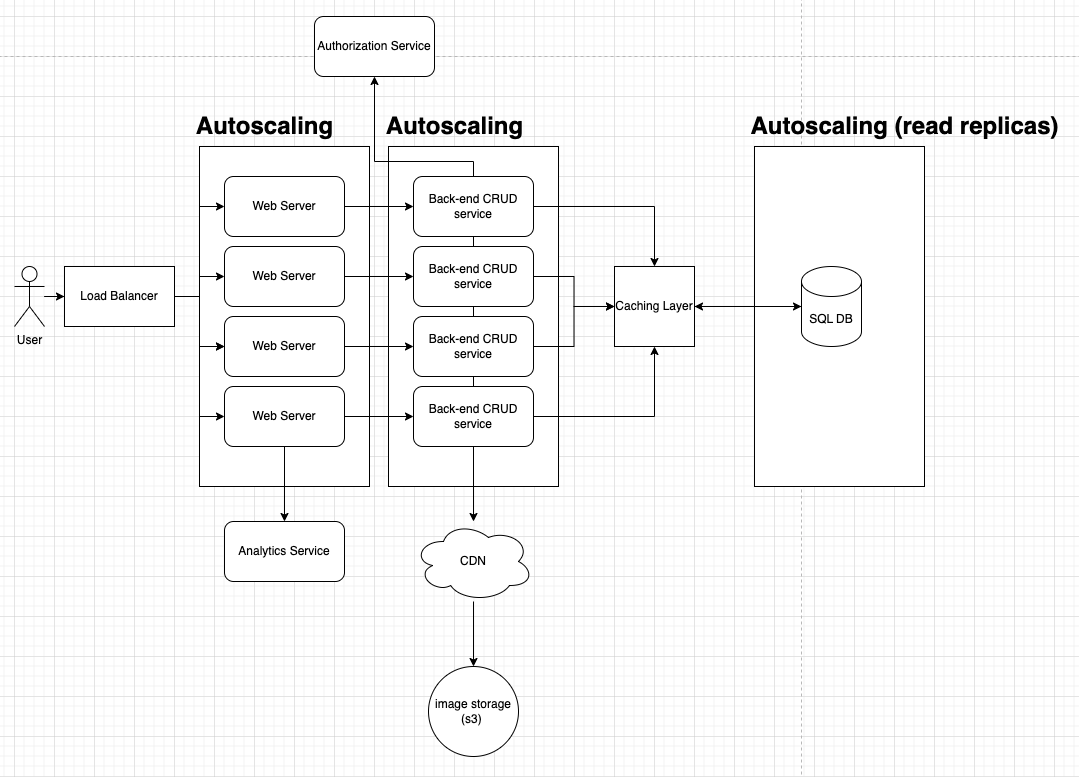 Authorization Service
Autoscaling
Autoscaling
Autoscaling (read replicas)
Web Server
Back-end CRUD
service
Web Server
Back-end CRUD
service
User
Load Balancer
Caching Layer
SQL DB
Web Server
Back-end CRUD
service
Web Server
Back-end CRUD
service
Analytics Service
CDN
image storage
(s3)